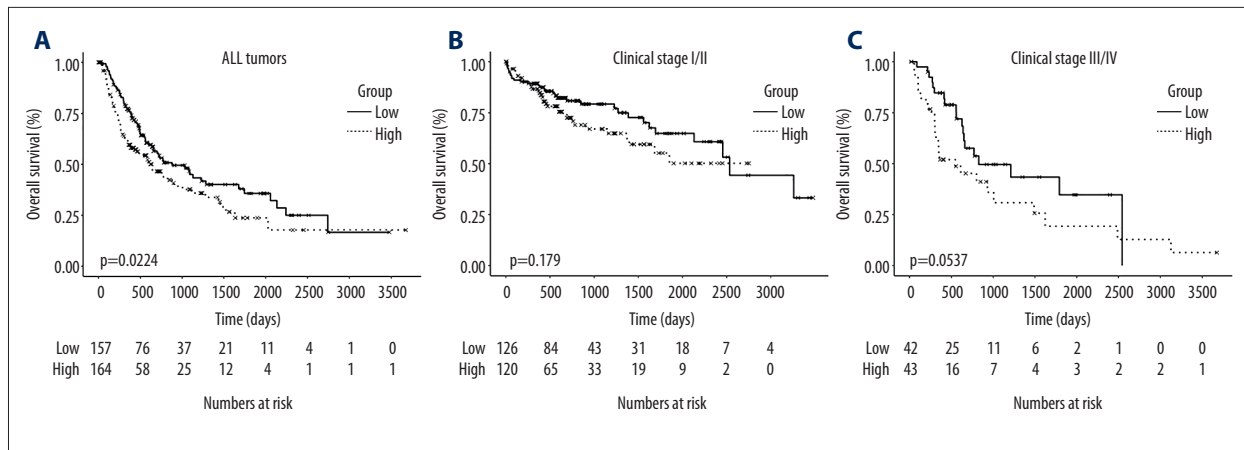 A
ALL tumors
Overall survival (%)
1.00
0.75
0.50
0.25
0.00
Group
Low
High
p=0.0224
0 500 1000 1500 2000 2500 3000 3500
Time (days)
Low 157 76 37 21 11 4 1 0
High 164 58 25 12 4 1 1 1
Numbers at risk
B
Clinical stage I/II
Overall survival (%)
1.00
0.75
0.50
0.25
0.00
Group
Low
High
p=0.179
0 500 1000 1500 2000 2500 3000
Time (days)
Low 126 84 43 31 18 7 4
High 120 65 33 19 9 2 0
Numbers at risk
C
Clinical stage III/IV
Overall survival (%)
1.00
0.75
0.50
0.25
0.00
Group
Low
High
p=0.0537
0 500 1000 1500 2000 2500 3000 3500
Time (days)
Low 42 25 11 6 2 1 0 0
High 43 16 7 4 3 2 2 1
Numbers at risk